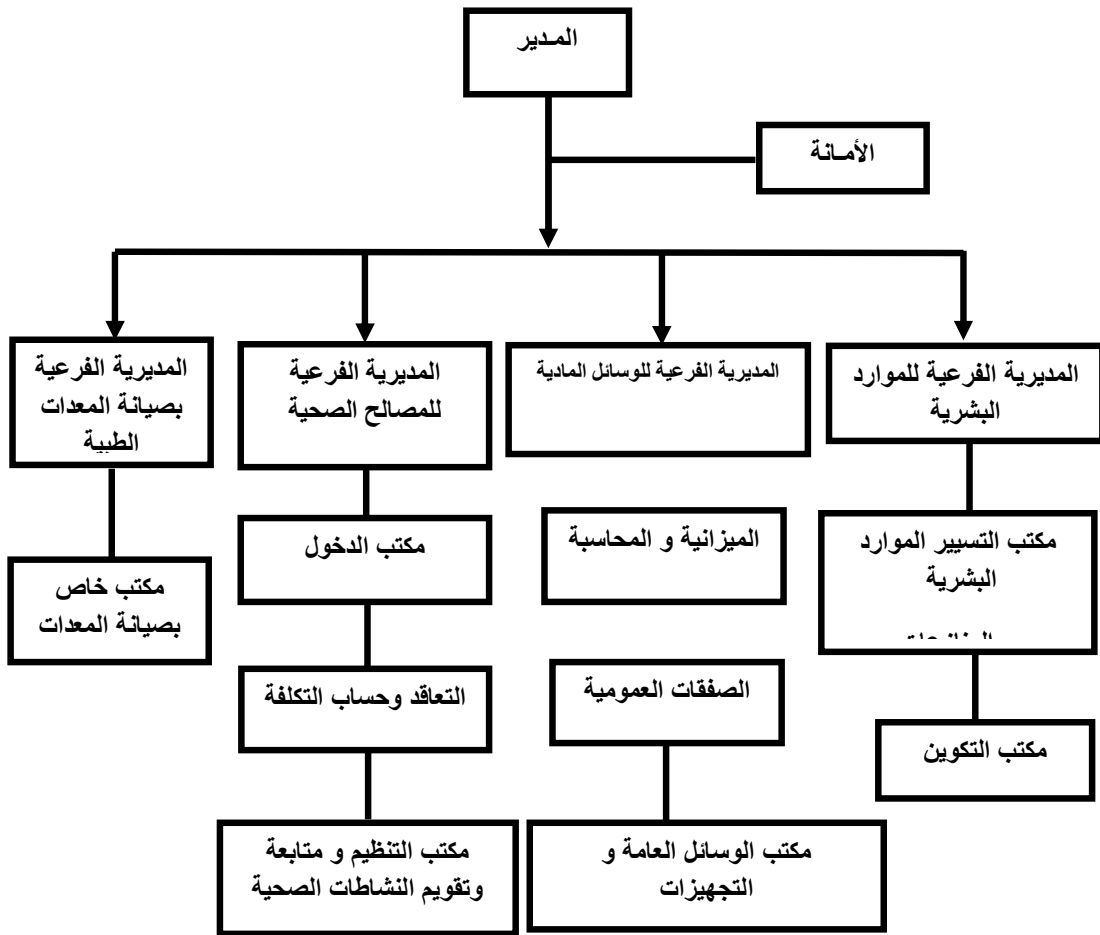 المـدير
الأمـانة
المديرية الفرعية للموارد
البشرية
المديرية الفرعية للوسائل المادية
المديرية الفرعية
للمصالح الصحية
المديرية الفرعية
بصيانة المعدات
الطبية
مكتب التسيير الموارد
البشرية
الميزانية و المحاسبة
مكتب الدخول
مكتب خاص
بصيانة المعدات
الصفقات العمومية
التعاقد وحساب التكلفة
مكتب التكوين
مكتب الوسائل العامة و
التجهيزات
مكتب التنظيم و متابعة
وتقويم النشاطات الصحية